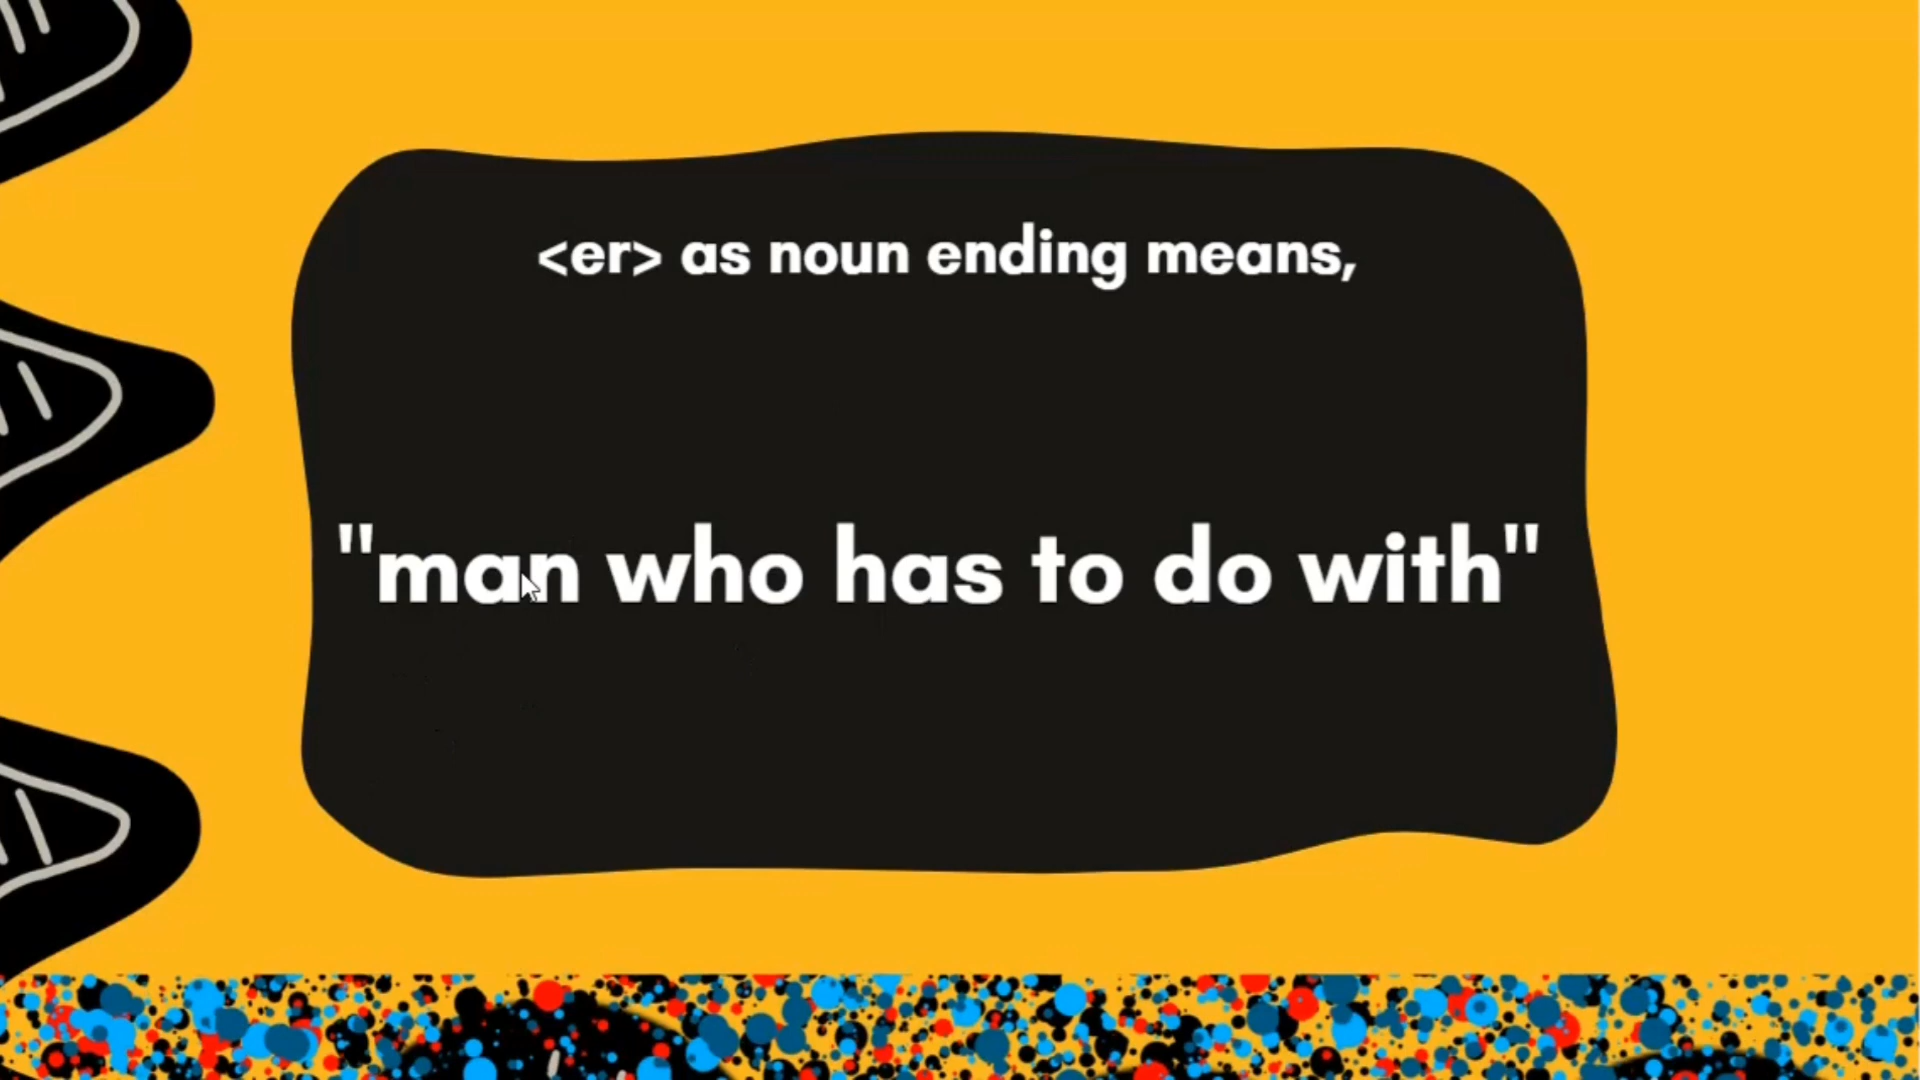 <er> as noun ending means,
"man who has to do with"